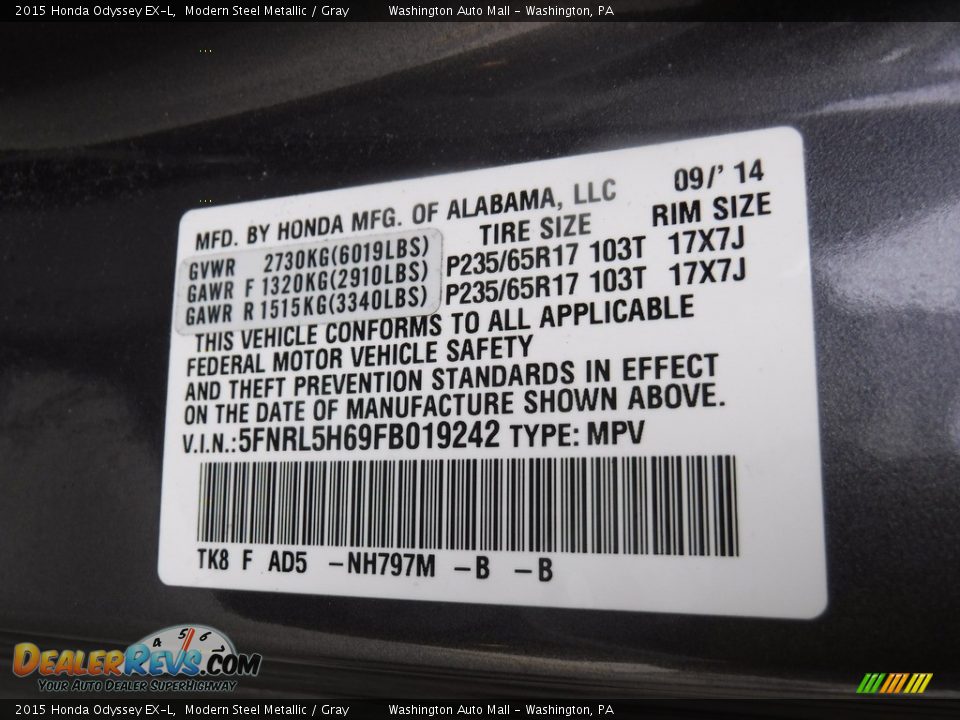 2015 Honda Odyssey EX-L, Modern Steel Metallic / Gray Washington Auto Mall - Washington, PA
MFD. BY HONDA MFG. OF ALABAMA, LLC 09/' 14
TIRE SIZE RIM SIZE
GVWR 2730KG(6019LBS)
GAWR F 1320KG(2910LBS) P235/65R17 103T 17X7J
GAWR R 1515KG(3340LBS) P235/65R17 103T 17X7J
THIS VEHICLE CONFORMS TO ALL APPLICABLE
FEDERAL MOTOR VEHICLE SAFETY
AND THEFT PREVENTION STANDARDS IN EFFECT
ON THE DATE OF MANUFACTURE SHOWN ABOVE.
V.I.N.:5FNRL5H69FB019242 TYPE: MPV
TK8 F AD5 -NH797M -B -B
4 5 6
DEALERREVS.COM
YOUR AUTO DEALER SUPERHIGHWAY
2015 Honda Odyssey EX-L, Modern Steel Metallic / Gray Washington Auto Mall - Washington, PA